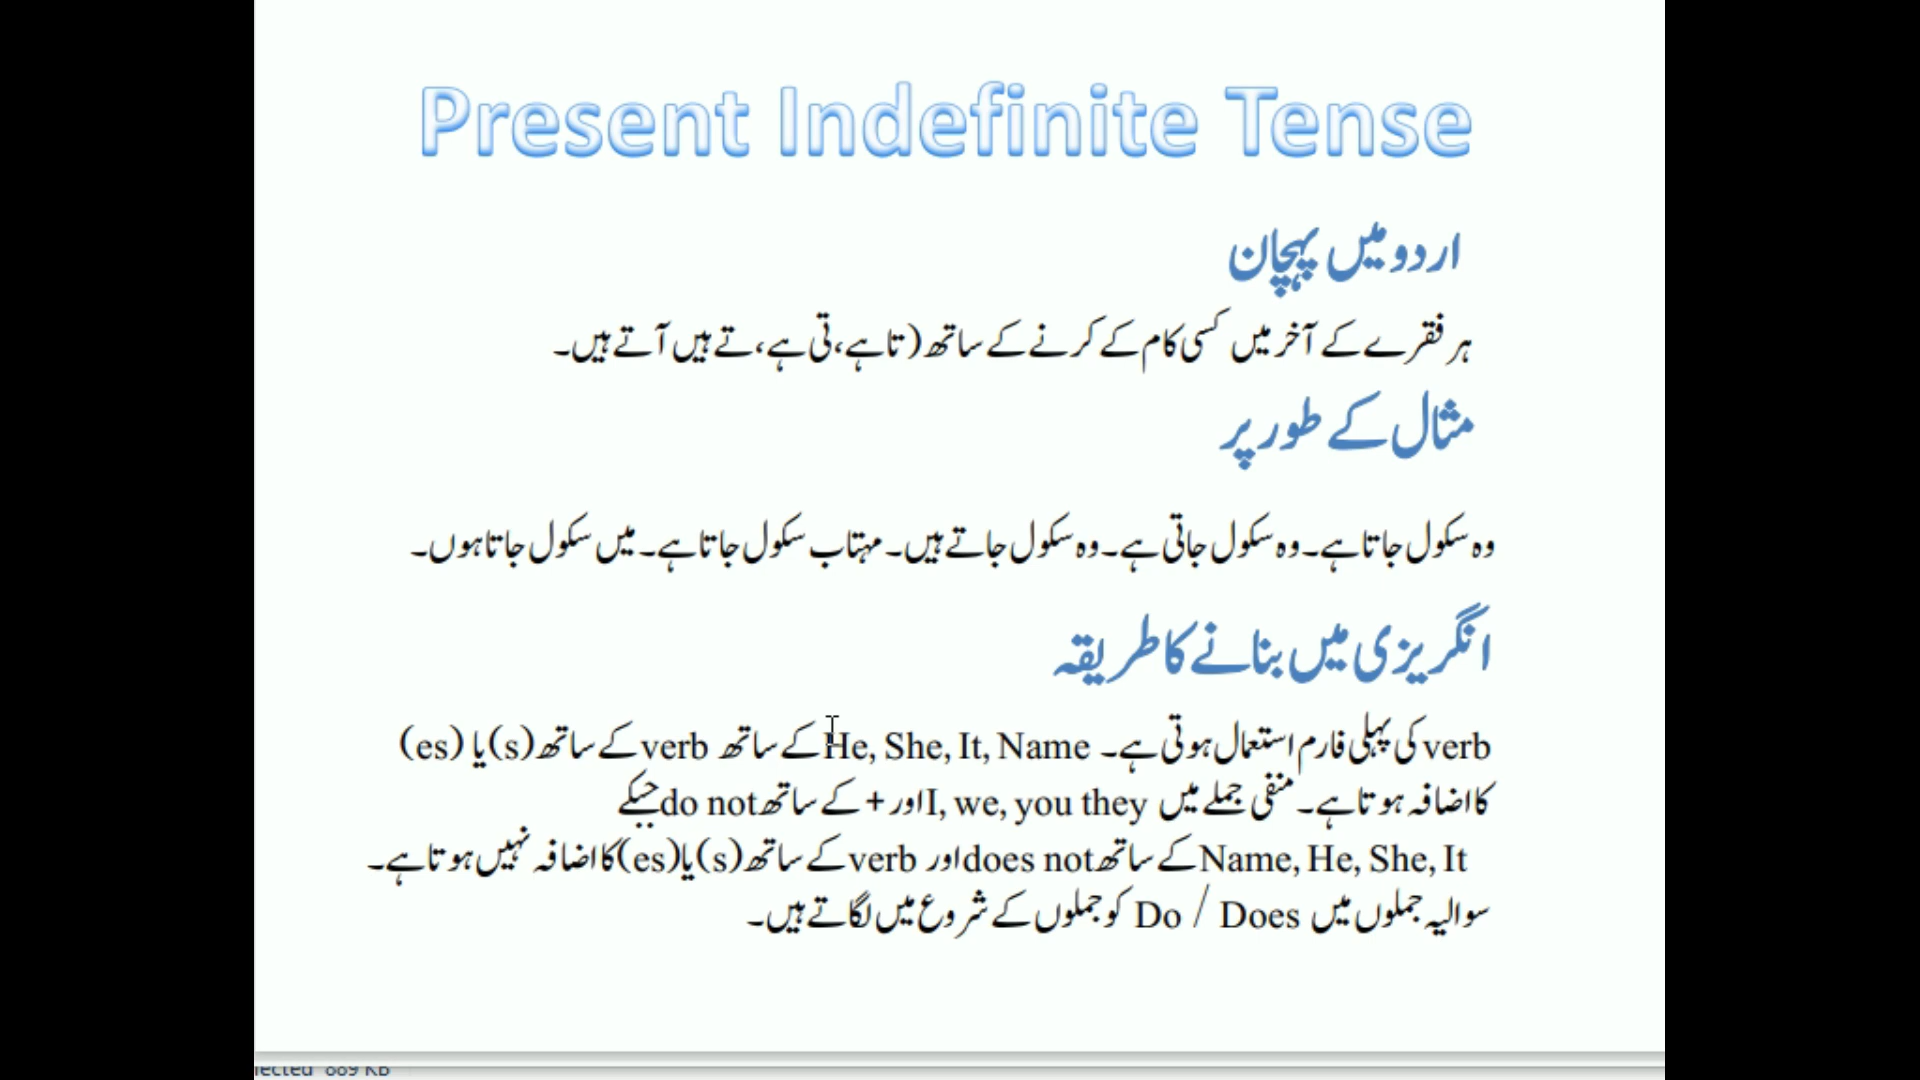 Present Indefinite Tense
اردو میں پہچان
ہر فقرے کے آخر میں کسی کام کے کرنے کے ساتھ (تا ہے، تی ہے، تے ہیں آتے ہیں۔
مثال کے طور پر
وہ سکول جاتا ہے۔ وہ سکول جاتی ہے۔ وہ سکول جاتے ہیں۔ مہتاب سکول جاتا ہے۔ میں سکول جاتا ہوں۔
انگریزی میں بنانے کا طریقہ
verb کی پہلی فارم استعمال ہوتی ہے۔ He, She, It, Name کے ساتھ verb کے ساتھ (s) یا (es)
کا اضافہ ہوتا ہے۔ منفی جملے میں I, we, you they اور + کے ساتھ do not جبکے
Name, He, She, It کے ساتھ does not اور verb کے ساتھ (s) یا (es) کا اضافہ نہیں ہوتا ہے۔
سوالیہ جملوں میں Do / Does کو جملوں کے شروع میں لگاتے ہیں۔
889 KB